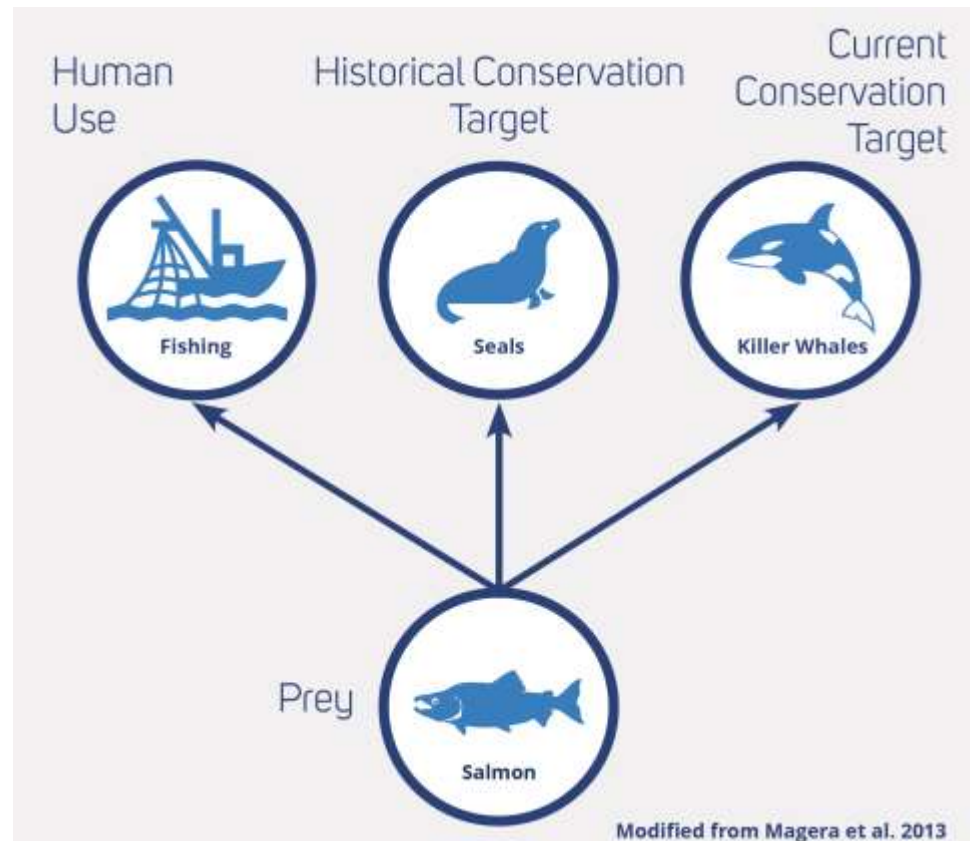 Human
Use
Historical Conservation
Target
Current
Conservation
Target
Fishing
Seals
Killer Whales
Prey
Salmon
Modified from Magera et al. 2013